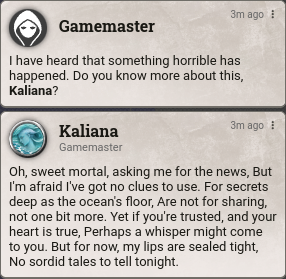 Gamemaster
3m ago
I have heard that something horrible has
happened. Do you know more about this,
Kaliana?
Kaliana
3m ago
Gamemaster
Oh, sweet mortal, asking me for the news, But
I'm afraid I've got no clues to use. For secrets
deep as the ocean's floor, Are not for sharing,
not one bit more. Yet if you're trusted, and your
heart is true, Perhaps a whisper might come
to you. But for now, my lips are sealed tight,
No sordid tales to tell tonight.